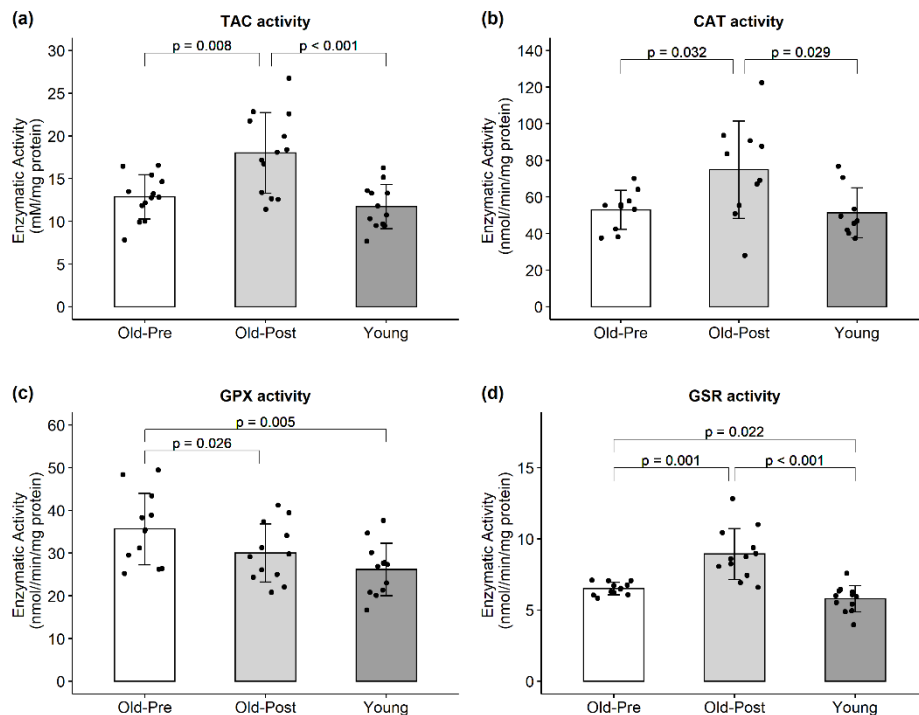 (a)
TAC activity
Enzymatic Activity
(mM/mg protein)
30
25
20
15
10
5
0
p = 0.008
p < 0.001
Old-Pre
Old-Post
Young
(b)
CAT activity
Enzymatic Activity
(nmol//min/mg protein)
140
120
100
80
60
40
20
0
p = 0.032
p = 0.029
Old-Pre
Old-Post
Young
(c)
GPX activity
Enzymatic Activity
(nmol//min/mg protein)
60
50
40
30
20
10
0
p = 0.005
p = 0.026
Old-Pre
Old-Post
Young
(d)
GSR activity
Enzymatic Activity
(nmol//min/mg protein)
15
10
5
0
p = 0.022
p = 0.001
p < 0.001
Old-Pre
Old-Post
Young